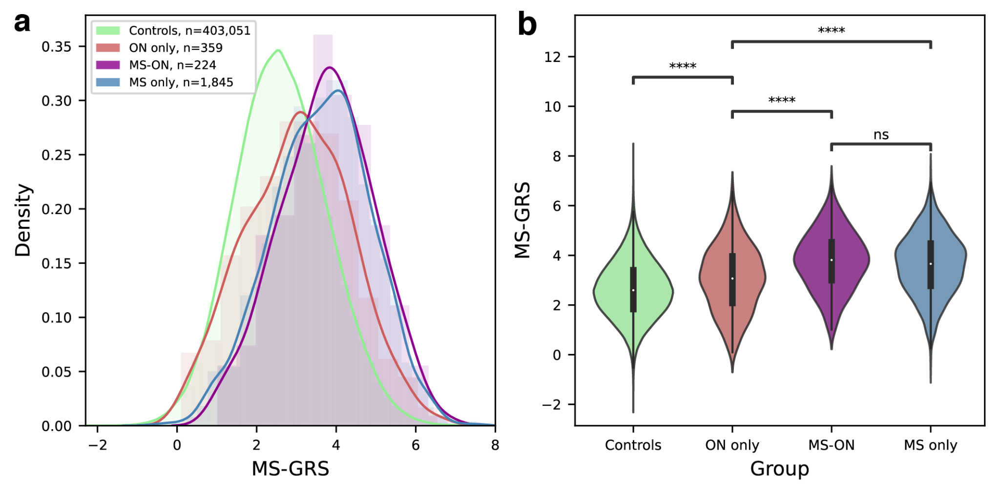 a
Controls, n=403,051
ON only, n=359
MS-ON, n=224
MS only, n=1,845
0.35
0.30
0.25
0.20
0.15
0.10
0.05
0.00
Density
−2 0 2 4 6 8
MS-GRS
b
****
****
****
ns
12
10
8
6
4
2
0
−2
MS-GRS
Controls ON only MS-ON MS only
Group